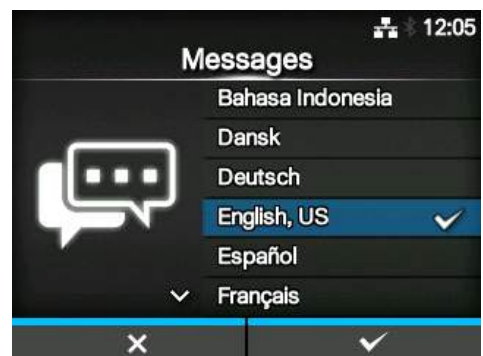 12:05
Messages
Bahasa Indonesia
Dansk
Deutsch
English, US
Español
Français